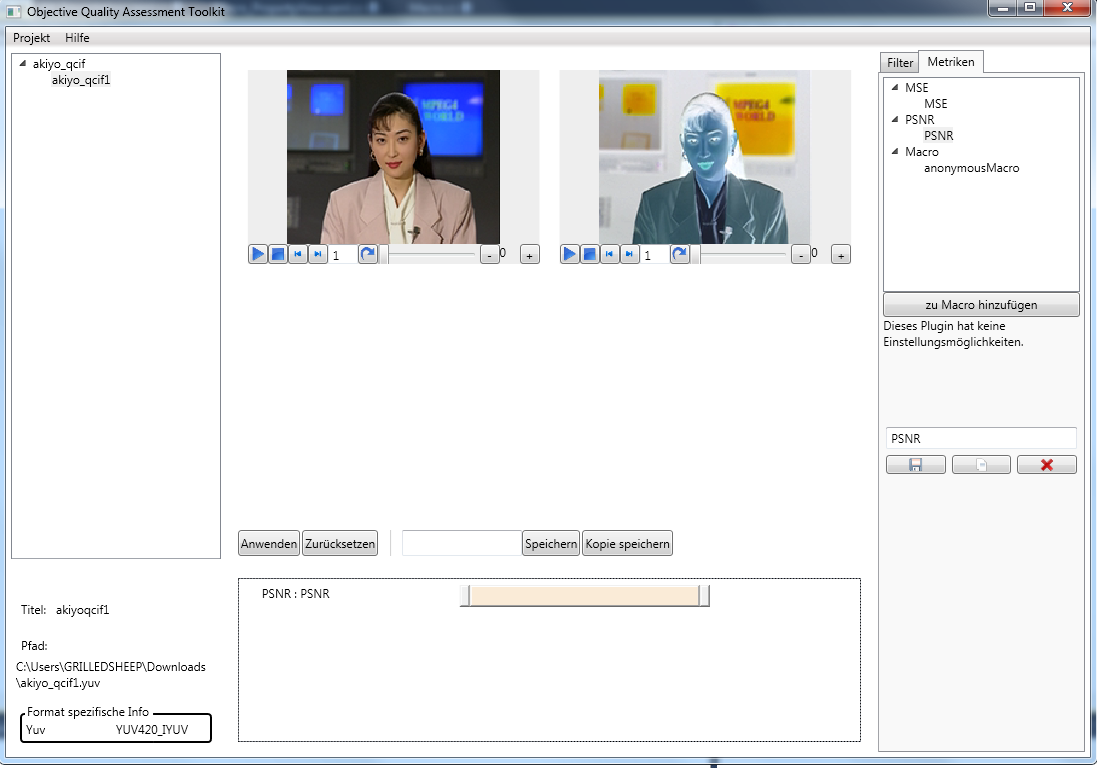 Objective Quality Assessment Toolkit
Projekt Hilfe
akiyo_qcif
akiyo_qcif1
MPEG4
WORLD
1
- 0 +
MPEG4
WORLD
1
- 0 +
Filter Metriken
MSE
MSE
PSNR
PSNR
Macro
anonymousMacro
zu Macro hinzufügen
Dieses Plugin hat keine
Einstellungsmöglichkeiten.
PSNR
Anwenden Zurücksetzen Speichern Kopie speichern
PSNR : PSNR
Titel: akiyoqcif1
Pfad:
C:\Users\GRILLEDSHEEP\Downloads
\akiyo_qcif1.yuv
Format spezifische Info
Yuv YUV420_IYUV